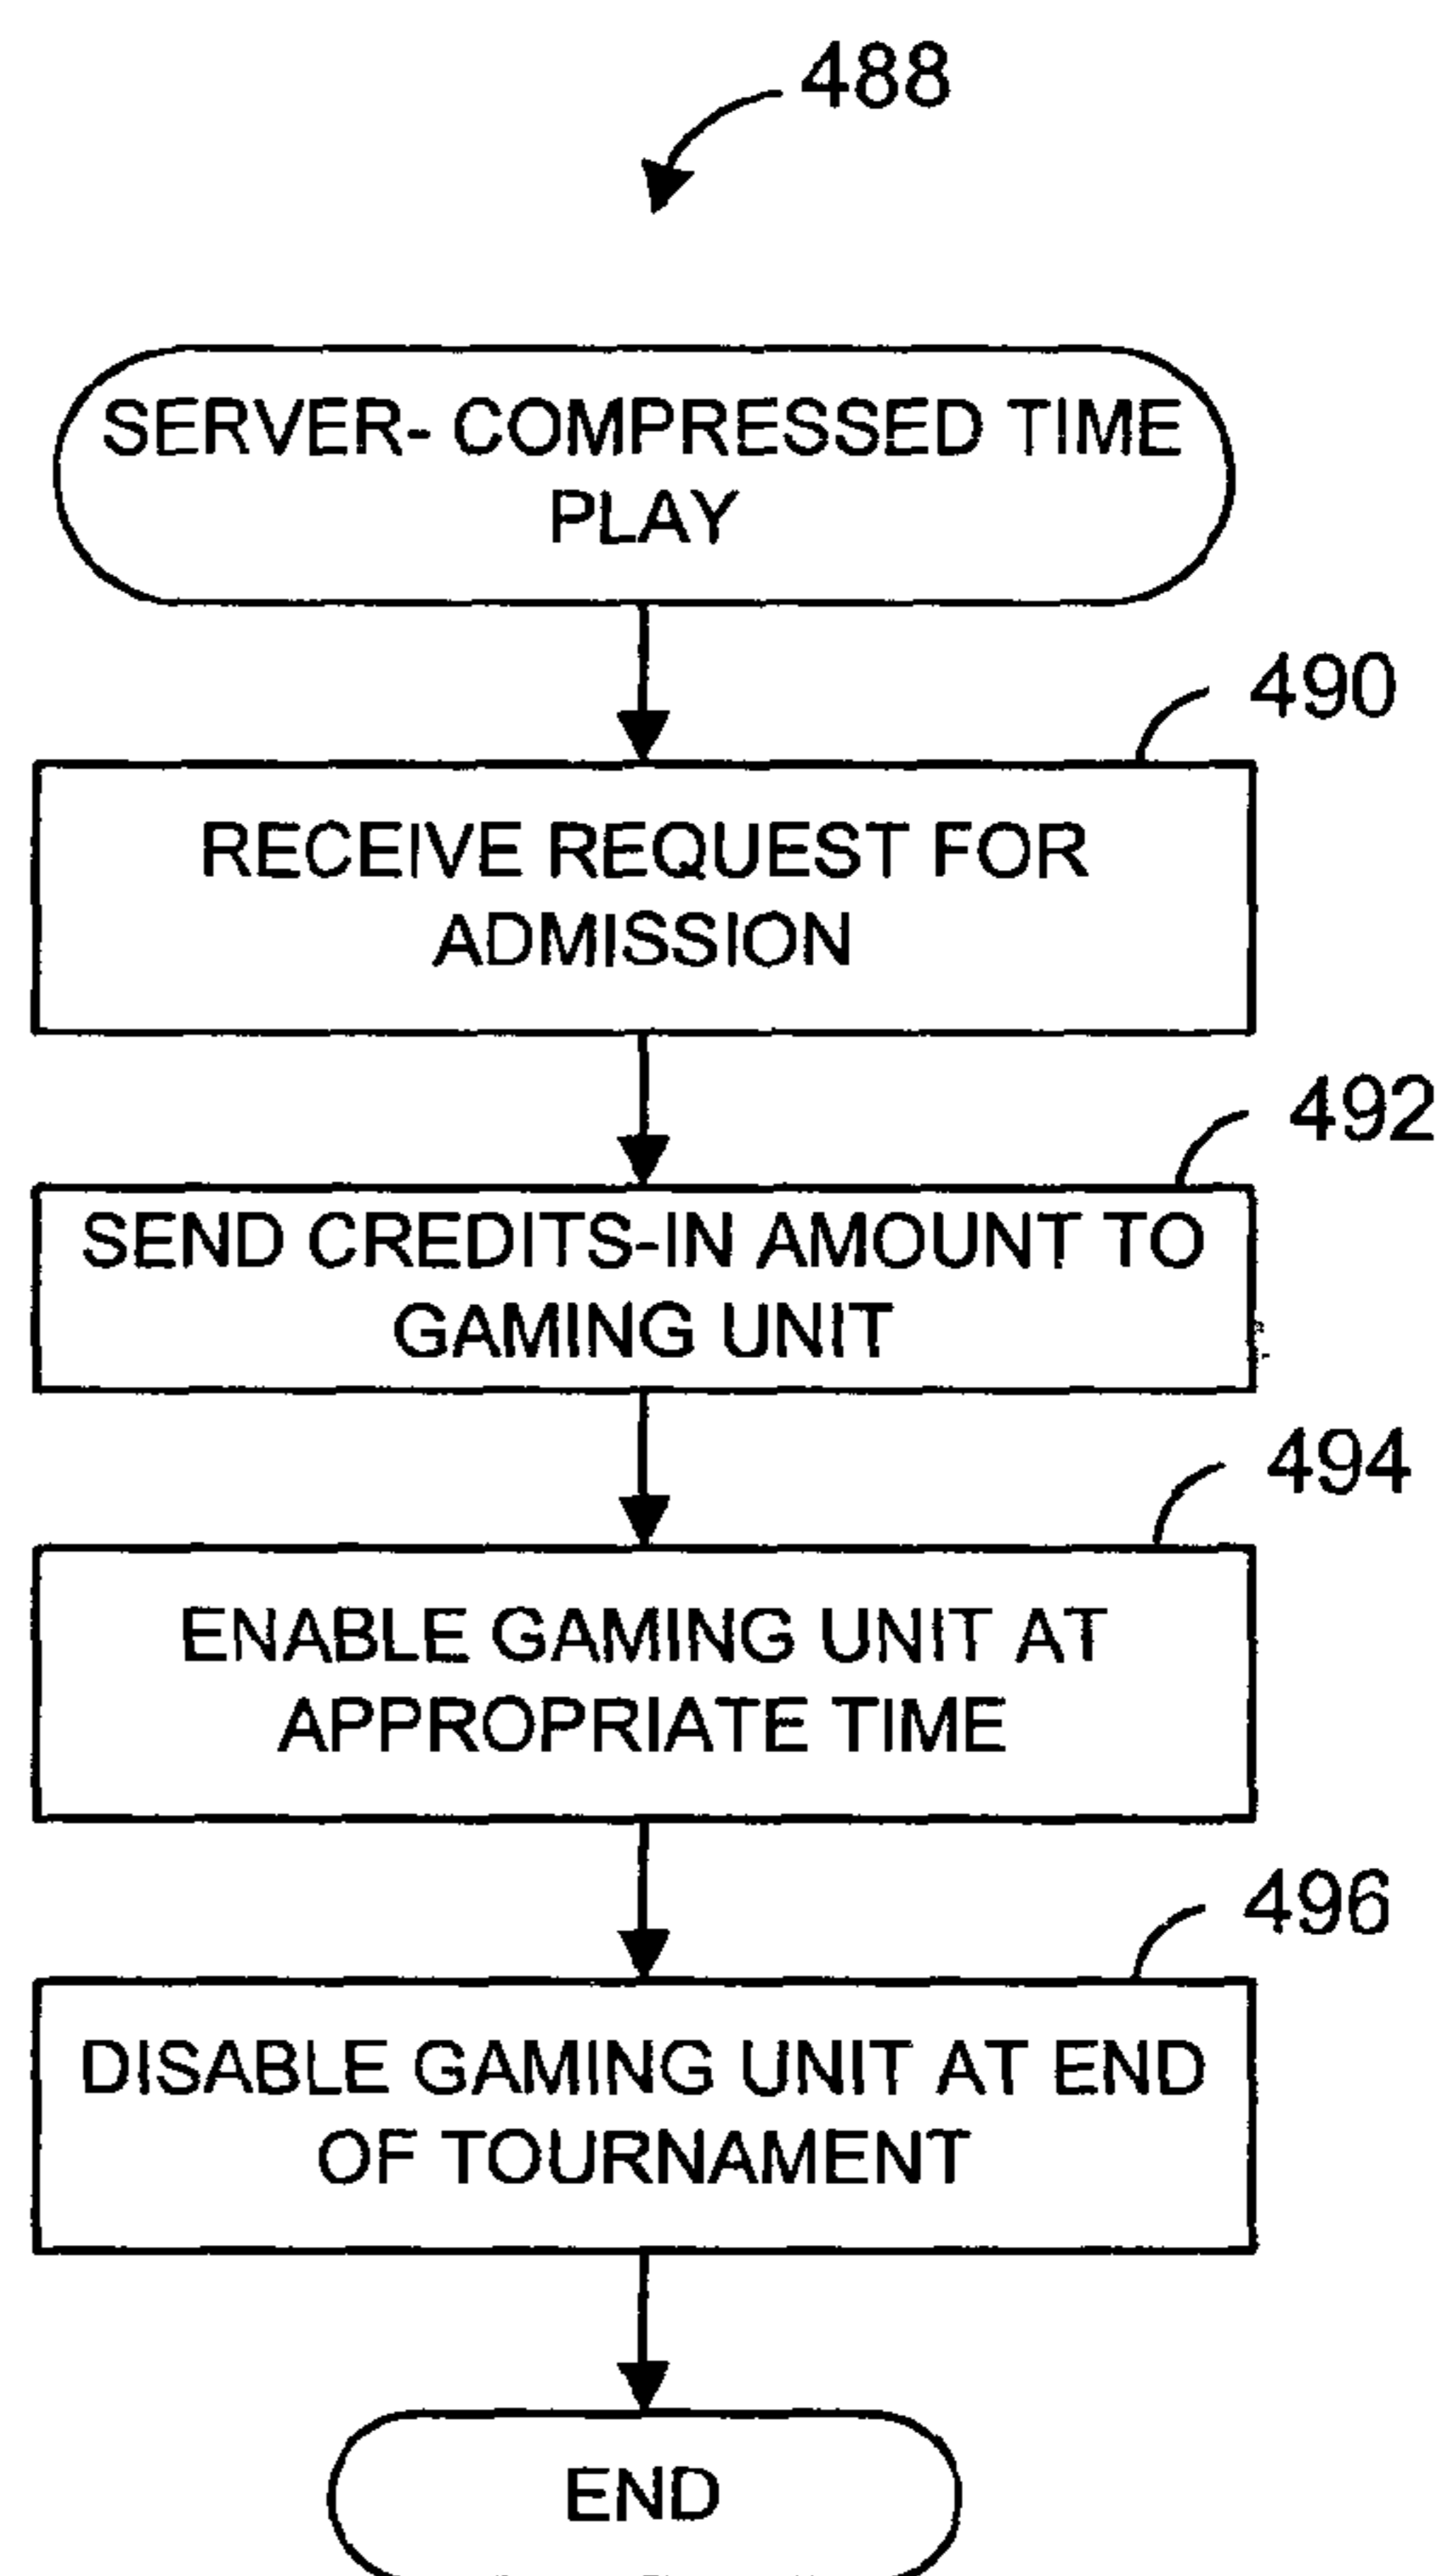 488
SERVER- COMPRESSED TIME
PLAY
490
RECEIVE REQUEST FOR
ADMISSION
492
SEND CREDITS-IN AMOUNT TO
GAMING UNIT
494
ENABLE GAMING UNIT AT
APPROPRIATE TIME
496
DISABLE GAMING UNIT AT END
OF TOURNAMENT
END